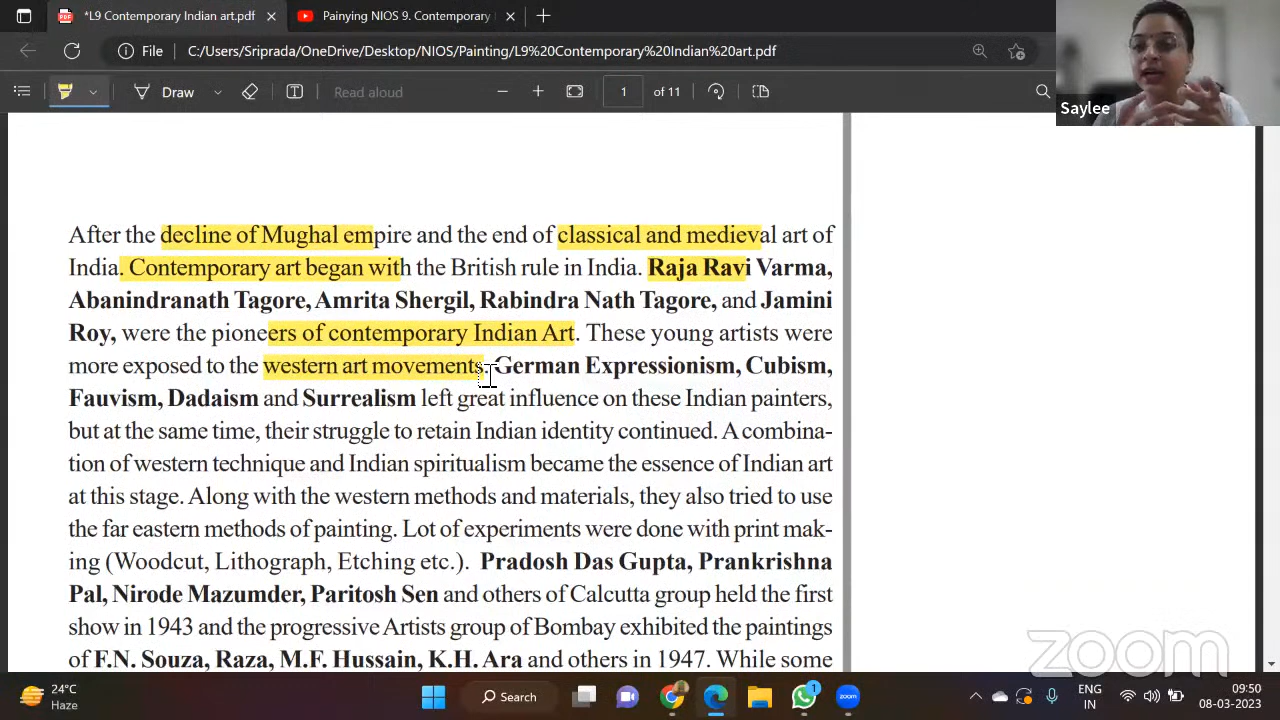 *L9 Contemporary Indian art.pdf
Painying NIOS 9. Contemporary
File
C:/Users/Sriprada/OneDrive/Desktop/NIOS/Painting/L9%20Contemporary%20Indian%20art.pdf
Draw
Read aloud
1 of 11
Saylee
After the decline of Mughal empire and the end of classical and medieval art of
India. Contemporary art began with the British rule in India. Raja Ravi Varma,
Abanindranath Tagore, Amrita Shergil, Rabindra Nath Tagore, and Jamini
Roy, were the pioneers of contemporary Indian Art. These young artists were
more exposed to the western art movements. German Expressionism, Cubism,
Fauvism, Dadaism and Surrealism left great influence on these Indian painters,
but at the same time, their struggle to retain Indian identity continued. A combina-
tion of western technique and Indian spiritualism became the essence of Indian art
at this stage. Along with the western methods and materials, they also tried to use
the far eastern methods of painting. Lot of experiments were done with print mak-
ing (Woodcut, Lithograph, Etching etc.). Pradosh Das Gupta, Prankrishna
Pal, Nirode Mazumder, Paritosh Sen and others of Calcutta group held the first
show in 1943 and the progressive Artists group of Bombay exhibited the paintings
of F.N. Souza, Raza, M.F. Hussain, K.H. Ara and others in 1947. While some
zoom
24°C
Haze
Search
zoom
1
ENG
IN
09:50
08-03-2023